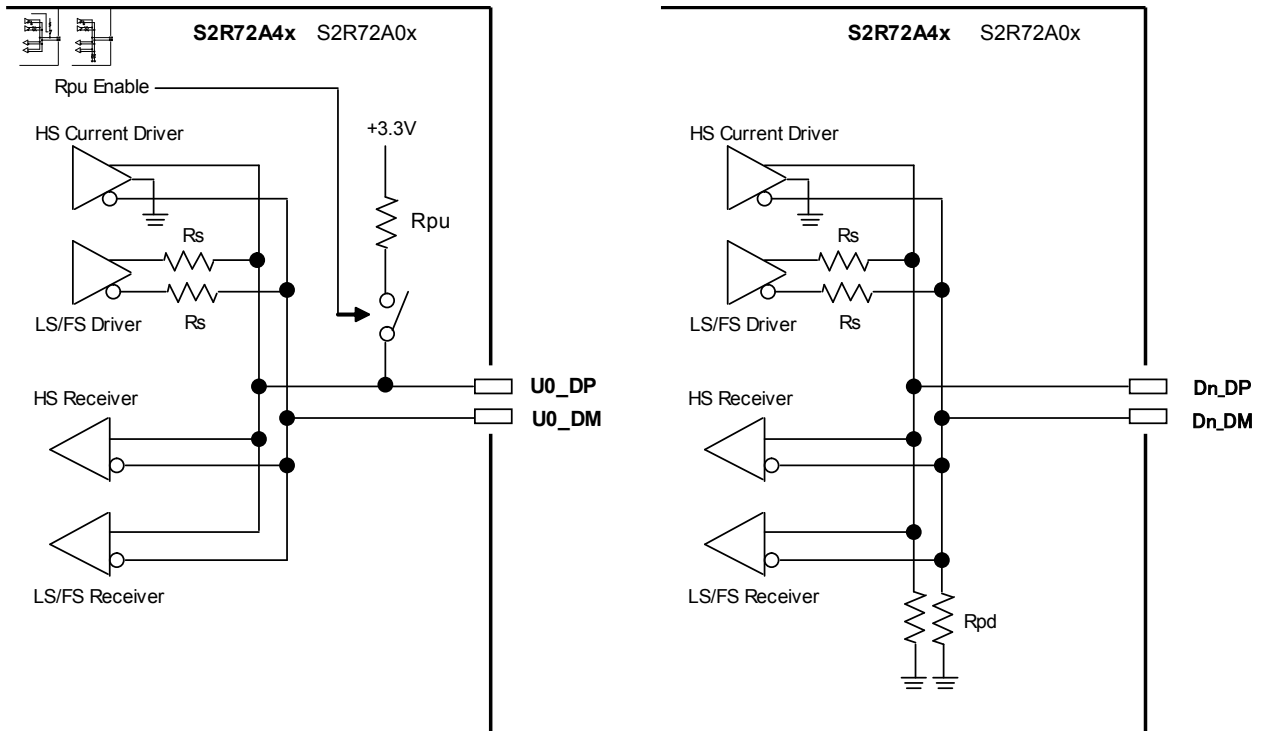 S2R72A4x S2R72A0x
Rpu Enable
HS Current Driver
+3.3V
Rpu
Rs
LS/FS Driver
Rs
U0_DP
HS Receiver
U0_DM
LS/FS Receiver
S2R72A4x S2R72A0x
HS Current Driver
Rs
LS/FS Driver
Rs
Dn_DP
HS Receiver
Dn_DM
LS/FS Receiver
Rpd